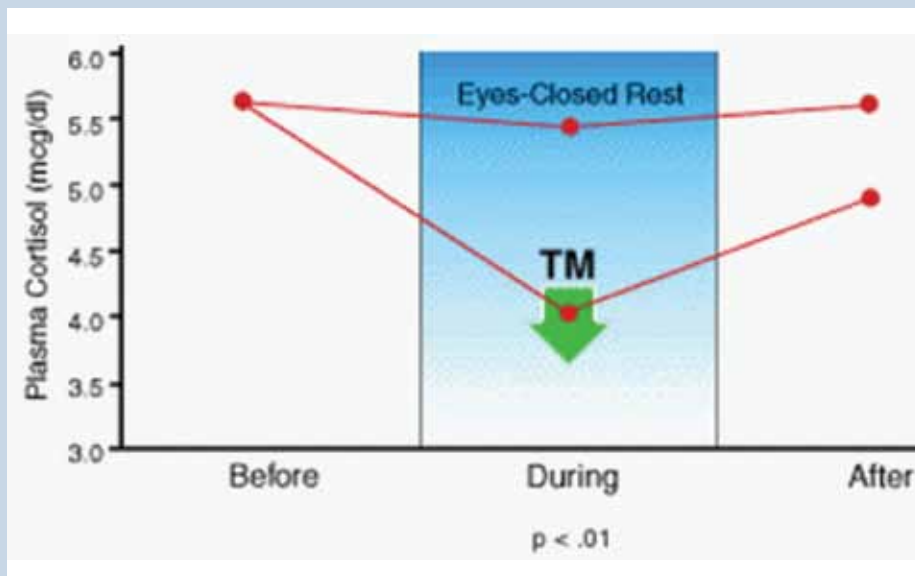 Plasma Cortisol (mcg/dl)
6.0
5.5
5.0
4.5
4.0
3.5
3.0
Eyes-Closed Rest
TM
Before
During
After
p < .01